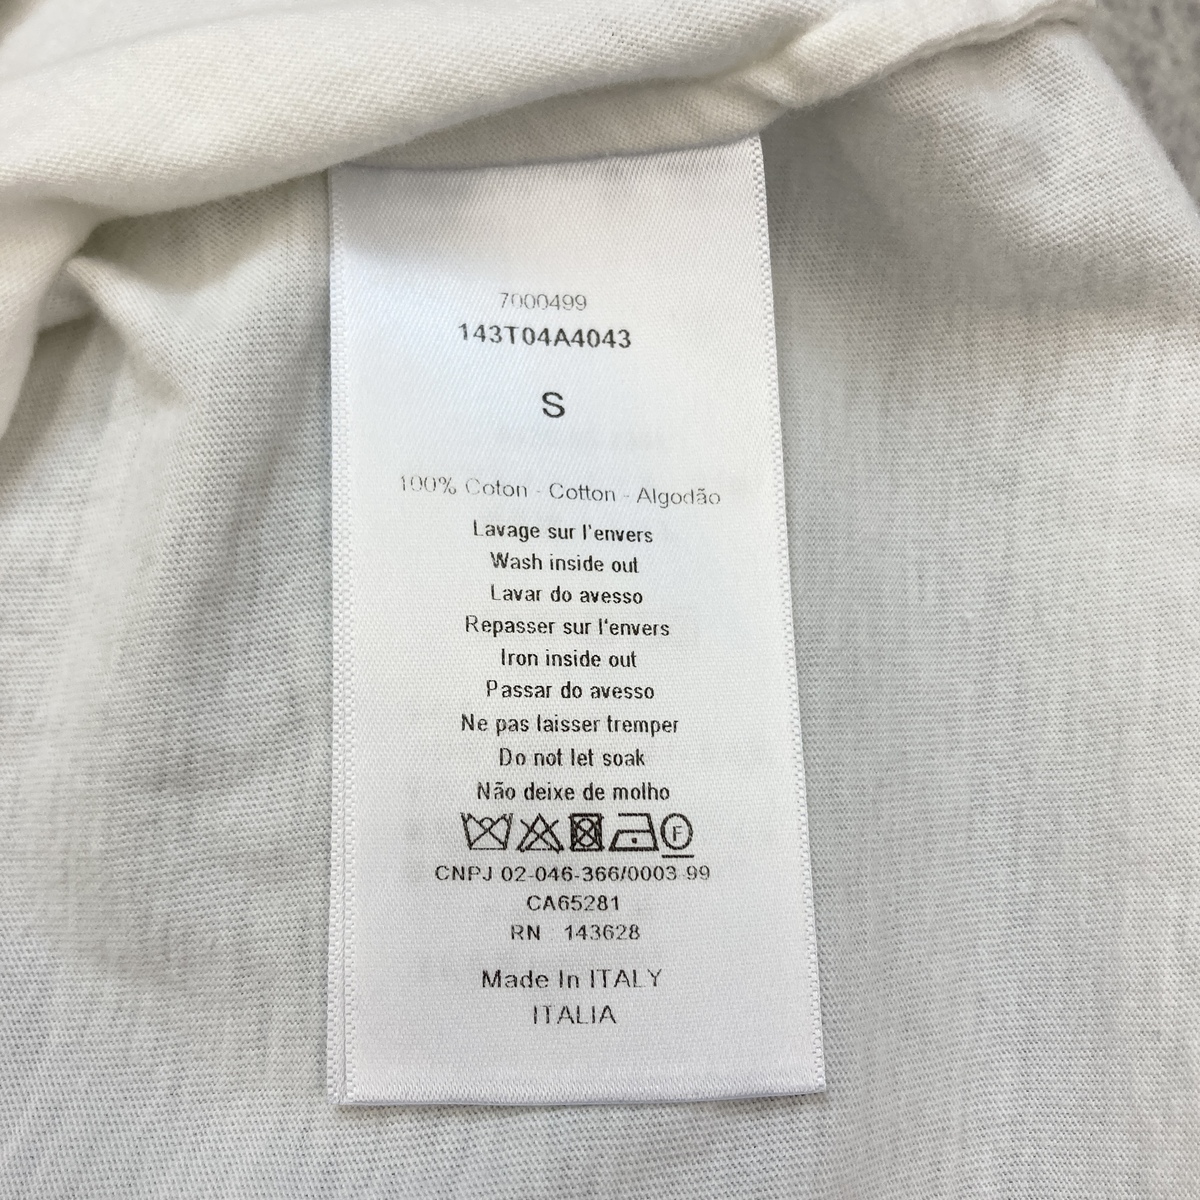 7000499
143T04A4043
S
100% Coton - Cotton - Algodão
Lavage sur l'envers
Wash inside out
Lavar do avesso
Repasser sur l'envers
Iron inside out
Passar do avesso
Ne pas laisser tremper
Do not let soak
Não deixe de molho
F
CNPJ 02-046-366/0003-99
CA65281
RN 143628
Made In ITALY
ITALIA